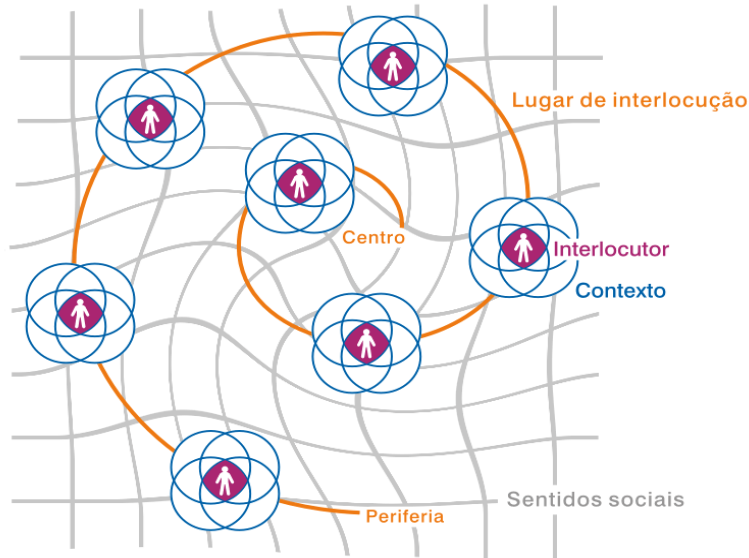 Lugar de interlocução
Centro
Interlocutor
Contexto
Sentidos sociais
Periferia